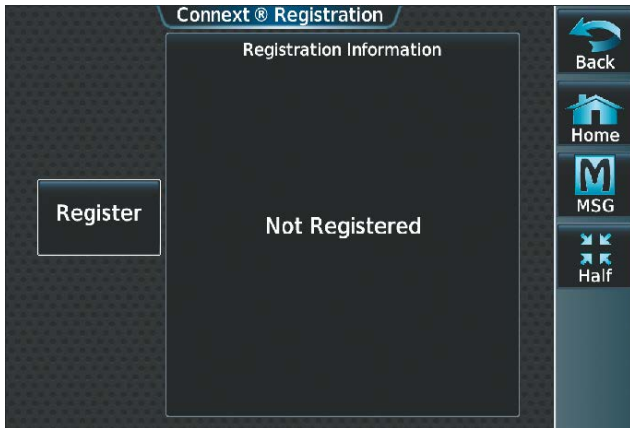 Connext ® Registration
Registration Information
Register
Not Registered
Back
Home
MSG
Half